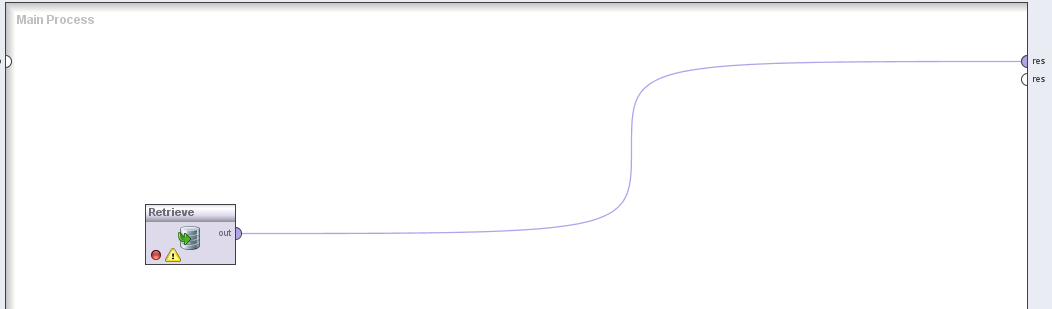 Main Process
res
res
Retrieve
out